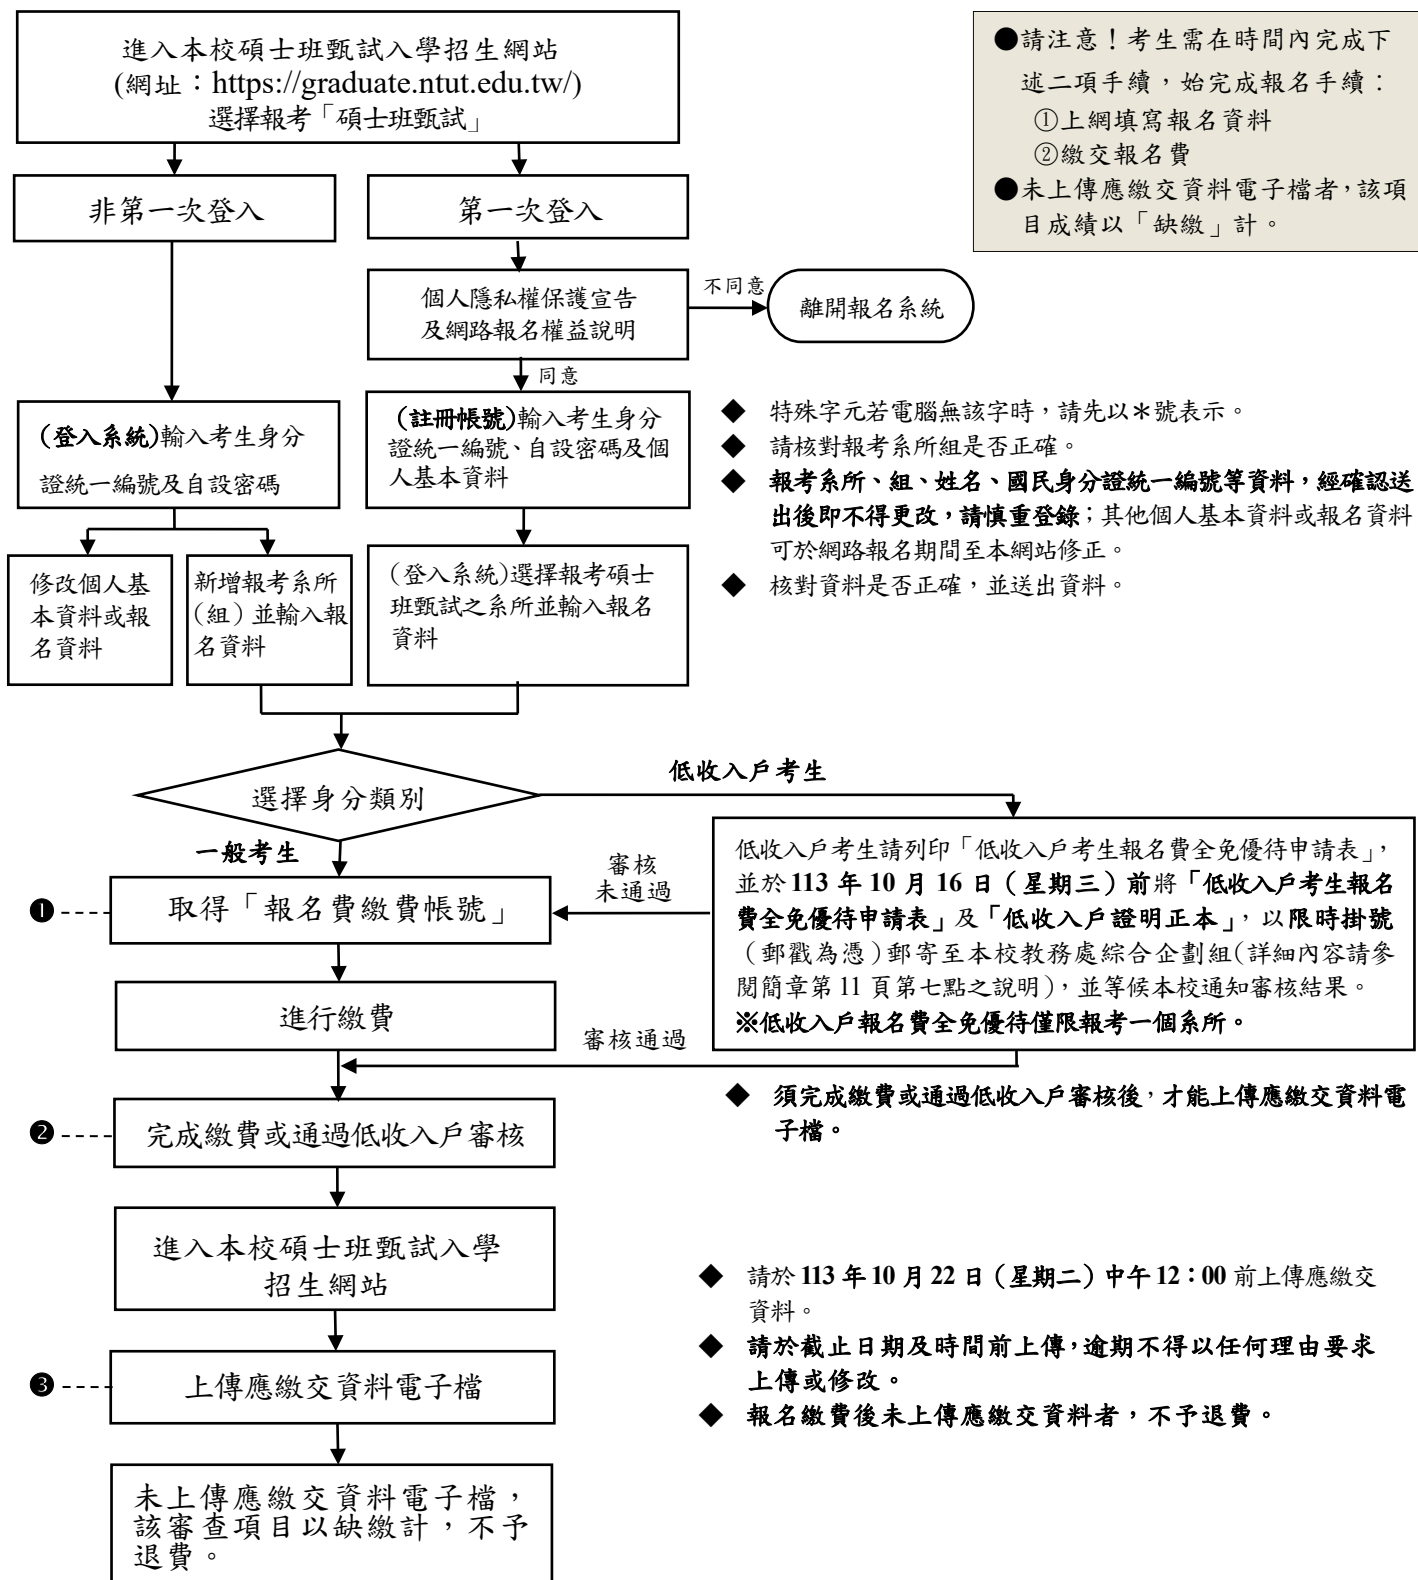 進入本校碩士班甄試入學招生網站
(網址：https://graduate.ntut.edu.tw/)
選擇報考「碩士班甄試」
●請注意！考生需在時間內完成下
述二項手續，始完成報名手續：
①上網填寫報名資料
②繳交報名費
●未上傳應繳交資料電子檔者，該項
目成績以「缺繳」計。
非第一次登入
第一次登入
個人隱私權保護宣告
及網路報名權益說明
不同意
離開報名系統
同意
(登入系統)輸入考生身分
證統一編號及自設密碼
(註冊帳號)輸入考生身分
證統一編號、自設密碼及個
人基本資料
◆ 特殊字元若電腦無該字時，請先以＊號表示。
◆ 請核對報考系所組是否正確。
◆ 報考系所、組、姓名、國民身分證統一編號等資料，經確認送
出後即不得更改，請慎重登錄；其他個人基本資料或報名資料
可於網路報名期間至本網站修正。
◆ 核對資料是否正確，並送出資料。
修改個人基
本資料或報
名資料
新增報考系所
（組）並輸入報
名資料
(登入系統)選擇報考碩士
班甄試之系所並輸入報名
資料
選擇身分類別
低收入戶考生
一般考生
低收入戶考生請列印「低收入戶考生報名費全免優待申請表」，
並於 113 年 10 月 16 日（星期三）前將「低收入戶考生報名
費全免優待申請表」及「低收入戶證明正本」，以限時掛號
（郵戳為憑）郵寄至本校教務處綜合企劃組(詳細內容請參
閱簡章第 11 頁第七點之說明)，並等候本校通知審核結果。
※低收入戶報名費全免優待僅限報考一個系所。
審核
未通過
❶ 取得「報名費繳費帳號」
進行繳費
審核通過
◆ 須完成繳費或通過低收入戶審核後，才能上傳應繳交資料電
子檔。
❷ 完成繳費或通過低收入戶審核
進入本校碩士班甄試入學
招生網站
◆ 請於 113 年 10 月 22 日（星期二）中午 12：00 前上傳應繳交
資料。
◆ 請於截止日期及時間前上傳，逾期不得以任何理由要求
上傳或修改。
◆ 報名繳費後未上傳應繳交資料者，不予退費。
❸ 上傳應繳交資料電子檔
未上傳應繳交資料電子檔，
該審查項目以缺繳計，不予
退費。